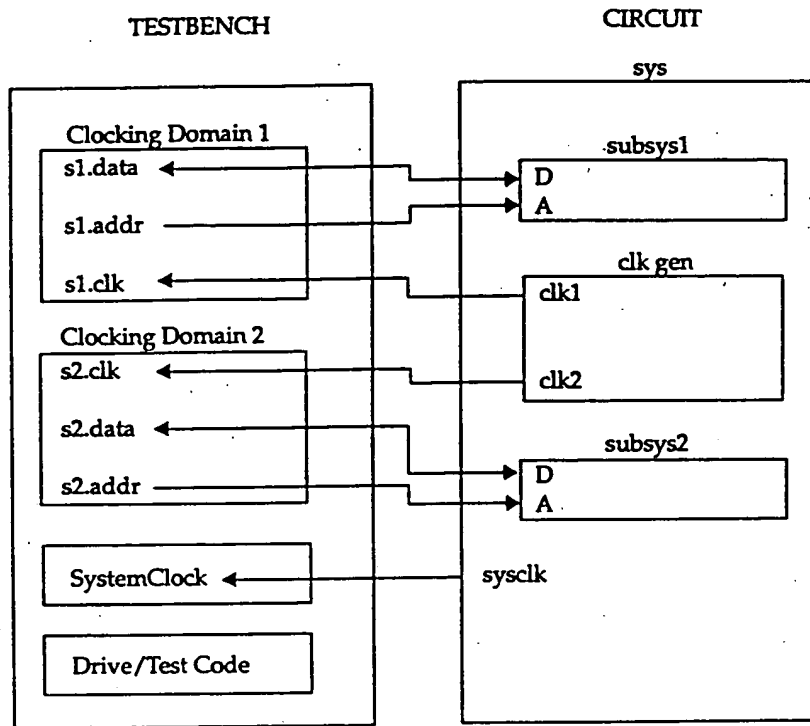 TESTBENCH
CIRCUIT
sys
Clocking Domain 1
s1.data
s1.addr
s1.clk
Clocking Domain 2
s2.clk
s2.data
s2.addr
SystemClock
Drive/Test Code
subsys1
D
A
clk gen
clk1
clk2
subsys2
D
A
sysclk